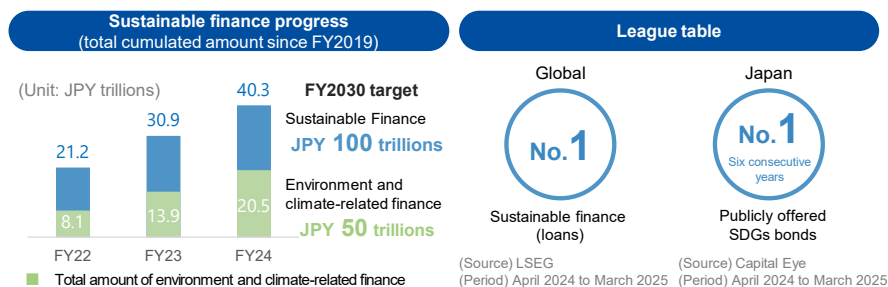 Sustainable finance progress
(total cumulated amount since FY2019)
(Unit: JPY trillions)
21.2
30.9
40.3
8.1
13.9
20.5
FY22
FY23
FY24
Total amount of environment and climate-related finance
FY2030 target
Sustainable Finance
JPY 100 trillions
Environment and
climate-related finance
JPY 50 trillions
League table
Global
No.1
Sustainable finance
(loans)
(Source) LSEG
(Period) April 2024 to March 2025
Japan
No.1
Six consecutive
years
Publicly offered
SDGs bonds
(Source) Capital Eye
(Period) April 2024 to March 2025